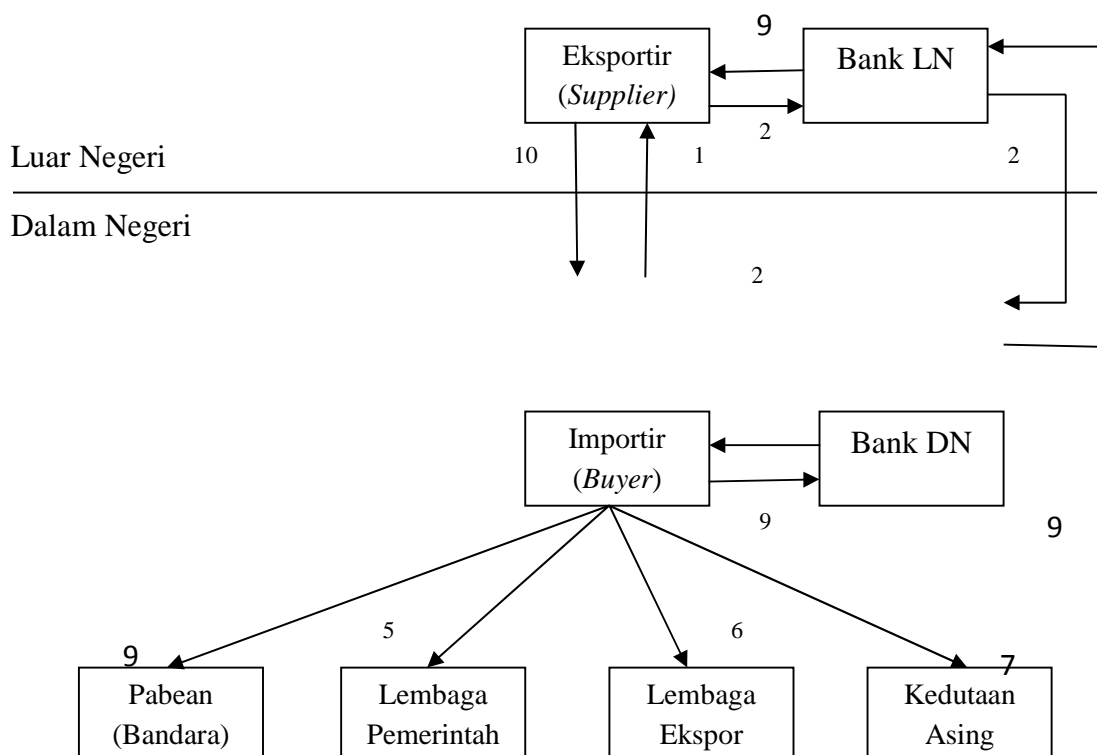 9
Eksportir
(Supplier)
Bank LN
2
Luar Negeri
10
1
2
Dalam Negeri
2
Importir
(Buyer)
Bank DN
9
9
5
6
9
7
Pabean
(Bandara)
Lembaga
Pemerintah
Lembaga
Ekspor
Kedutaan
Asing